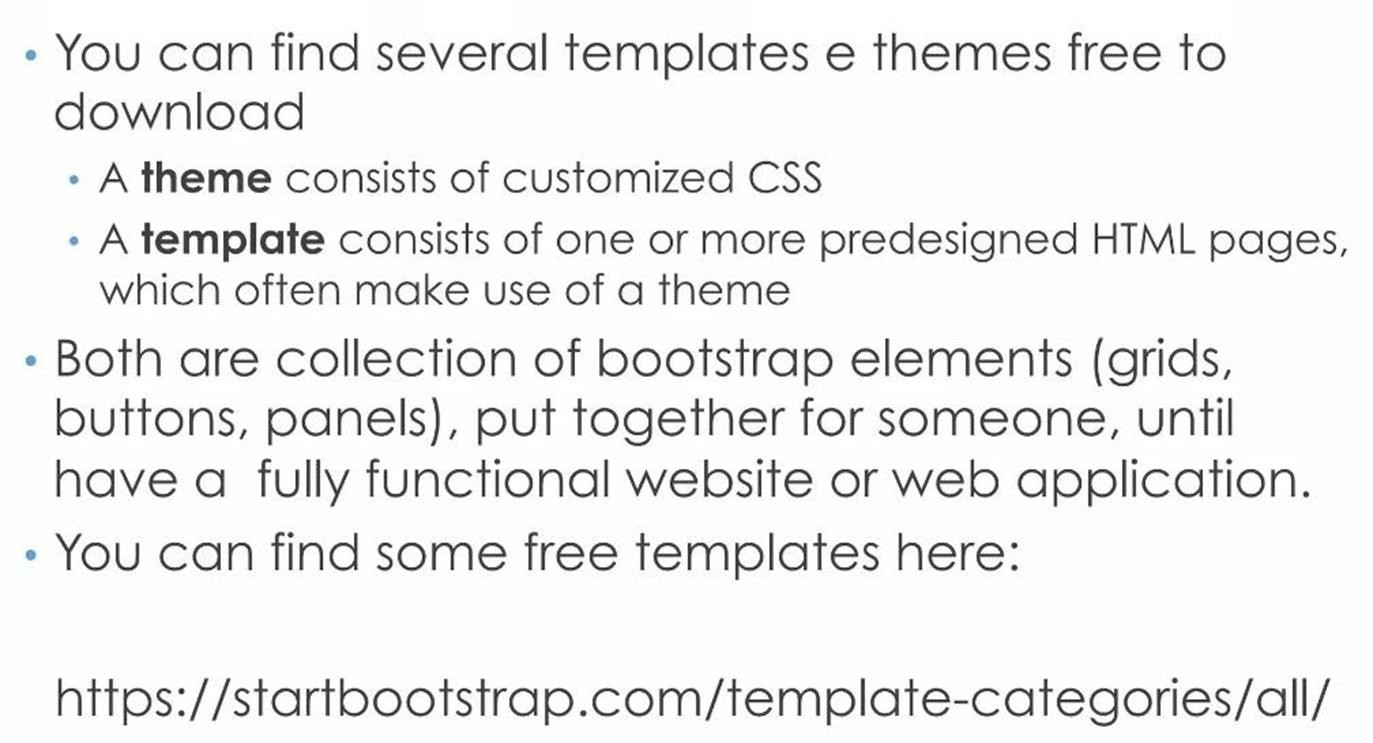 • You can find several templates e themes free to
download
• A theme consists of customized CSS
• A template consists of one or more predesigned HTML pages,
which often make use of a theme
• Both are collection of bootstrap elements (grids,
buttons, panels), put together for someone, until
have a  fully functional website or web application.
• You can find some free templates here:
https://startbootstrap.com/template-categories/all/